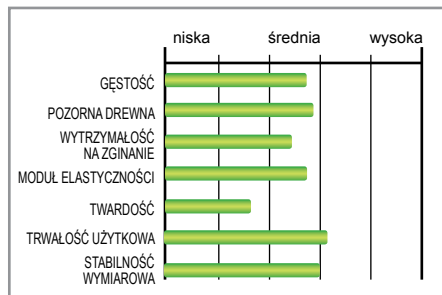 niska średnia wysoka
GĘSTOŚĆ
POZORNA DREWNA
WYTRZYMAŁOŚĆ
NA ZGINANIE
MODUŁ ELASTYCZNOŚCI
TWARDOŚĆ
TRWAŁOŚĆ UŻYTKOWA
STABILNOŚĆ
WYMIAROWA